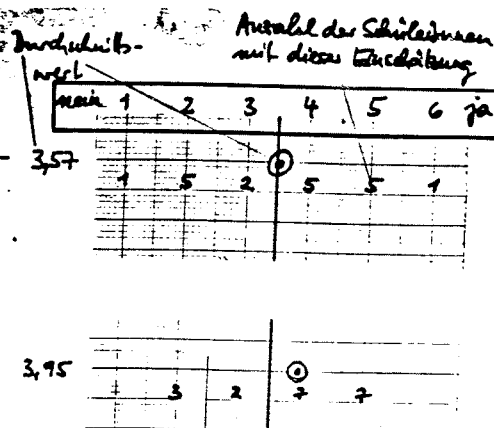 Durchschnitts-
wert
Anzahl der Schülerinnen
mit dieser Einschätzung
nein 1 2 3 4 5 6 ja
3,57
1 5 2 5 5 1
3,95
3 2 7 7